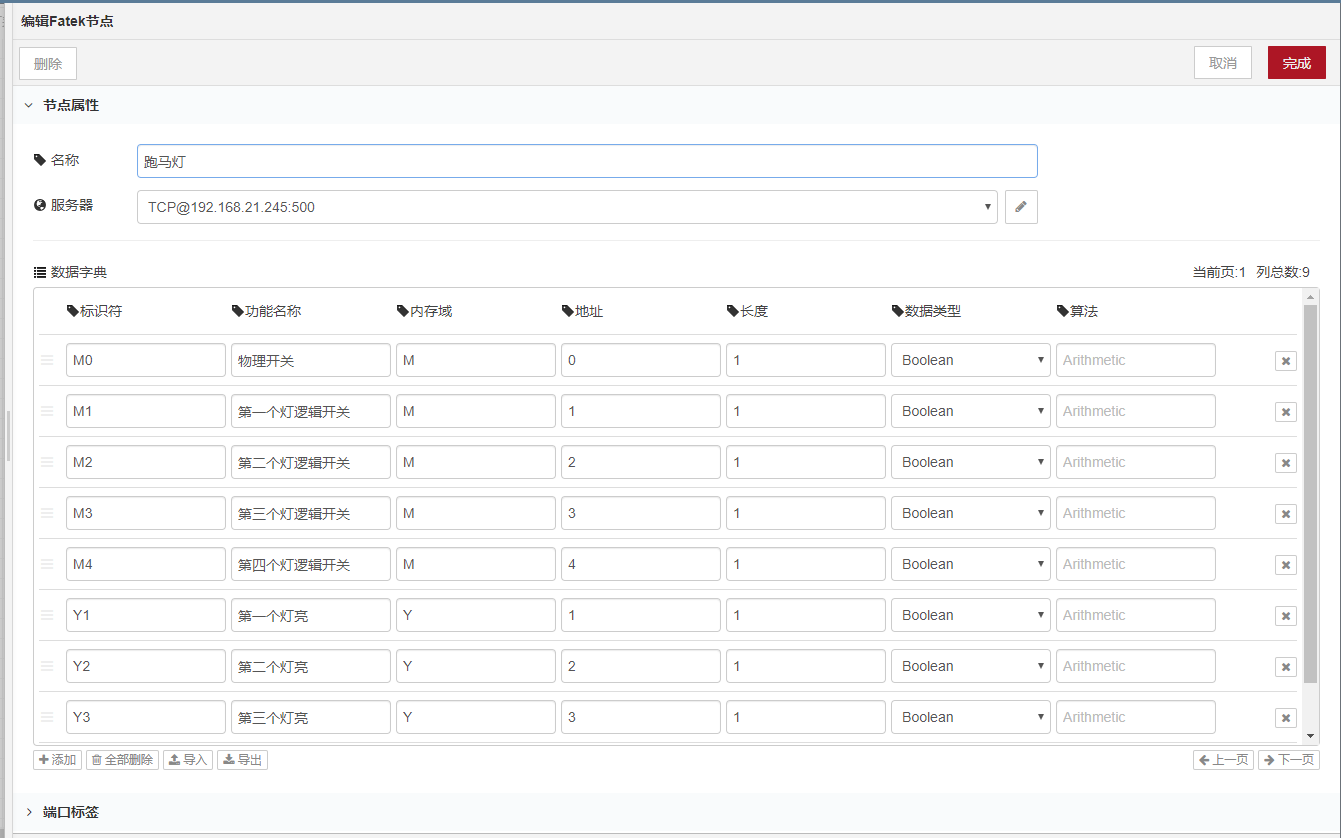 编辑Fatek节点
删除 取消 完成
节点属性
名称 跑马灯
服务器 TCP@192.168.21.245:500
数据字典 当前页:1 列总数:9
标识符 功能名称 内存域 地址 长度 数据类型 算法
M0 物理开关 M 0 1 Boolean Arithmetic
M1 第一个灯逻辑开关 M 1 1 Boolean Arithmetic
M2 第二个灯逻辑开关 M 2 1 Boolean Arithmetic
M3 第三个灯逻辑开关 M 3 1 Boolean Arithmetic
M4 第四个灯逻辑开关 M 4 1 Boolean Arithmetic
Y1 第一个灯亮 Y 1 1 Boolean Arithmetic
Y2 第二个灯亮 Y 2 1 Boolean Arithmetic
Y3 第三个灯亮 Y 3 1 Boolean Arithmetic
添加 全部删除 导入 导出 上一页 下一页
端口标签